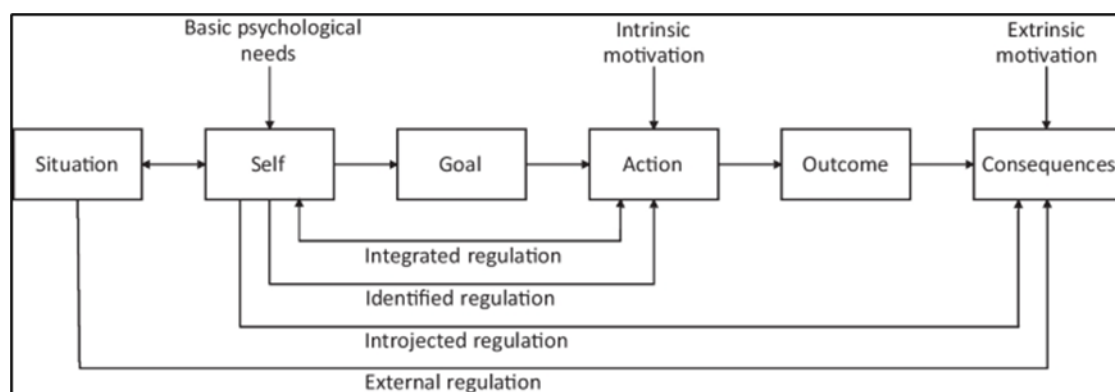 Basic psychological
needs
Intrinsic
motivation
Extrinsic
motivation
Situation
Self
Goal
Action
Outcome
Consequences
Integrated regulation
Identified regulation
Introjected regulation
External regulation